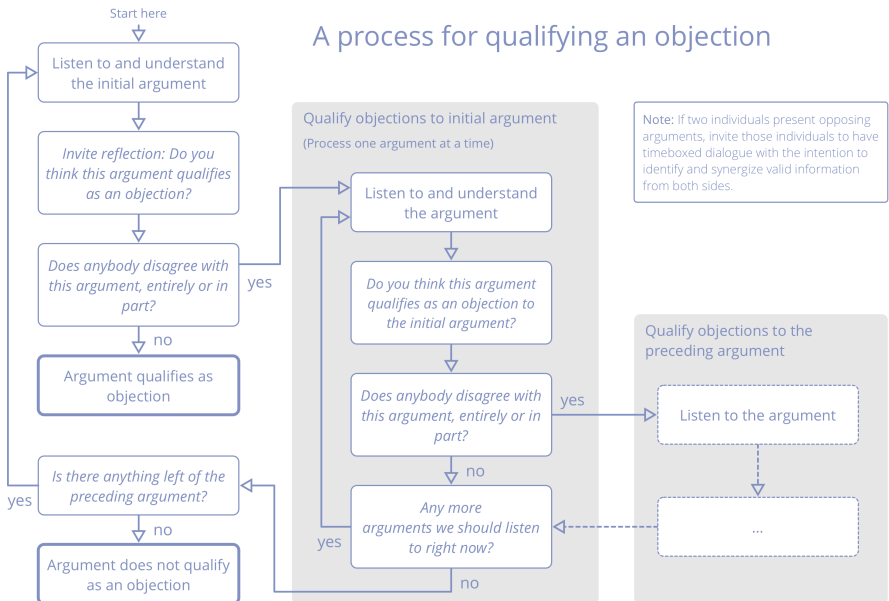 Start here
A process for qualifying an objection
Listen to and understand
the initial argument
Invite reflection: Do you
think this argument qualifies
as an objection?
Does anybody disagree with
this argument, entirely or in
part?
yes
no
Argument qualifies as
objection
Is there anything left of the
preceding argument?
yes
no
Argument does not qualify
as an objection
Qualify objections to initial argument
(Process one argument at a time)
Listen to and understand
the argument
Do you think this argument
qualifies as an objection to
the initial argument?
Does anybody disagree with
this argument, entirely or in
part?
yes
no
Any more
arguments we should listen
to right now?
yes
no
Note: If two individuals present opposing
arguments, invite those individuals to have
timeboxed dialogue with the intention to
identify and synergize valid information
from both sides.
Qualify objections to the
preceding argument
Listen to the argument
...